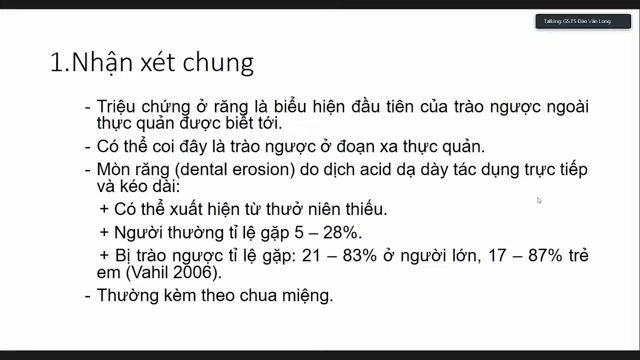 Talking: GS.TS Đào Văn Long
1.Nhận xét chung
- Triệu chứng ở răng là biểu hiện đầu tiên của trào ngược ngoài
thực quản được biết tới.
- Có thể coi đây là trào ngược ở đoạn xa thực quản.
- Mòn răng (dental erosion) do dịch acid dạ dày tác dụng trực tiếp
và kéo dài:
+ Có thể xuất hiện từ thưở niên thiếu.
+ Người thường tỉ lệ gặp 5 – 28%.
+ Bị trào ngược tỉ lệ gặp: 21 – 83% ở người lớn, 17 – 87% trẻ
em (Vahil 2006).
- Thường kèm theo chua miệng.